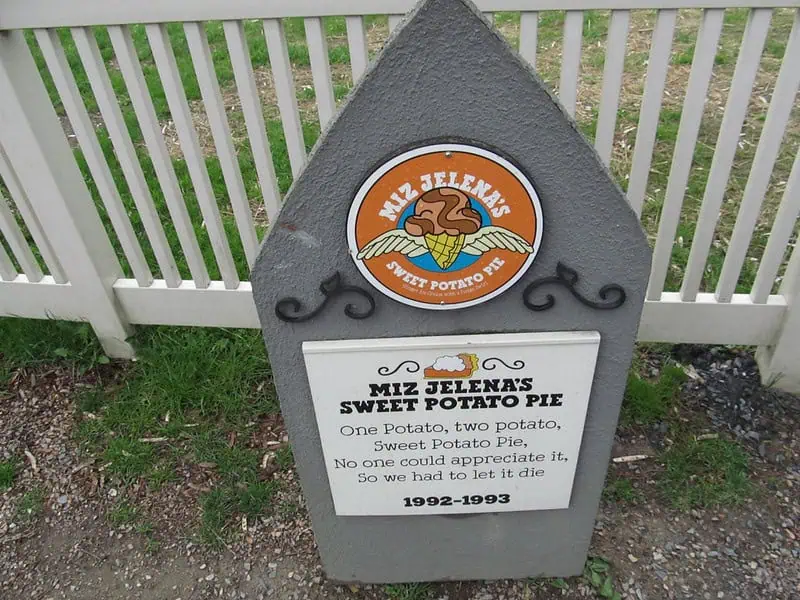 MIZ JELENA'S
SWEET POTATO PIE
MIZ JELENA'S
SWEET POTATO PIE
One Potato, two potato,
Sweet Potato Pie,
No one could appreciate it,
So we had to let it die
1992-1993